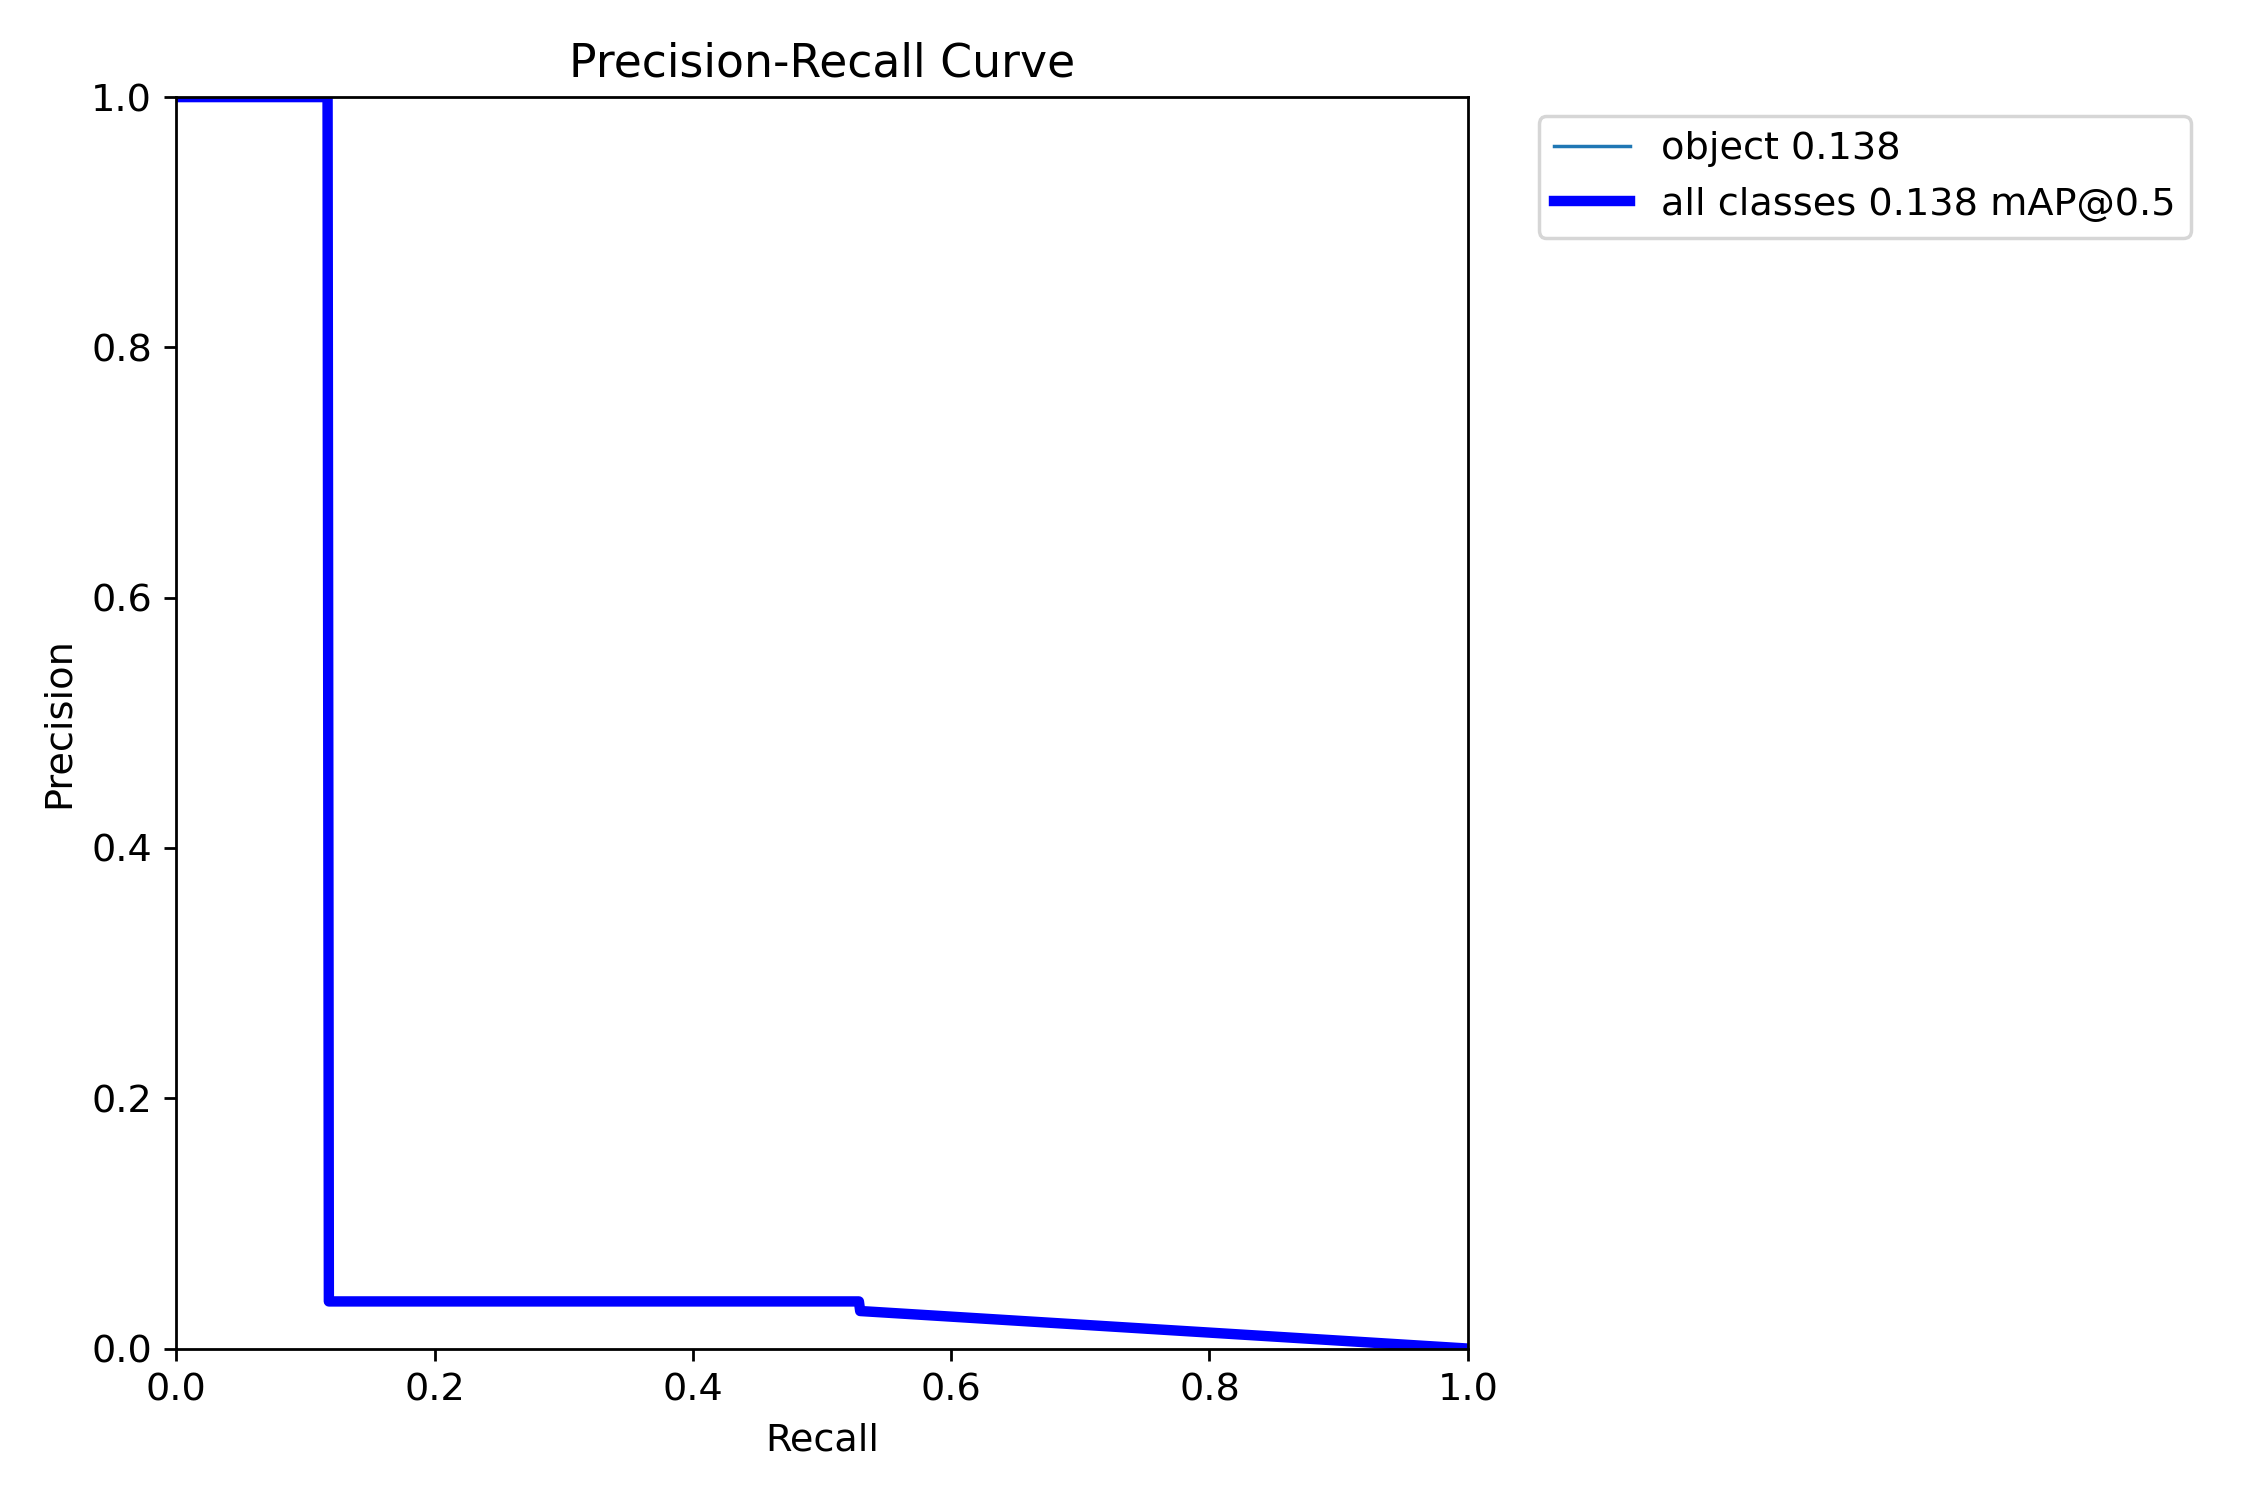 Precision-Recall Curve
object 0.138
all classes 0.138 mAP@0.5
Precision
1.0
0.8
0.6
0.4
0.2
0.0
0.0 0.2 0.4 0.6 0.8 1.0
Recall